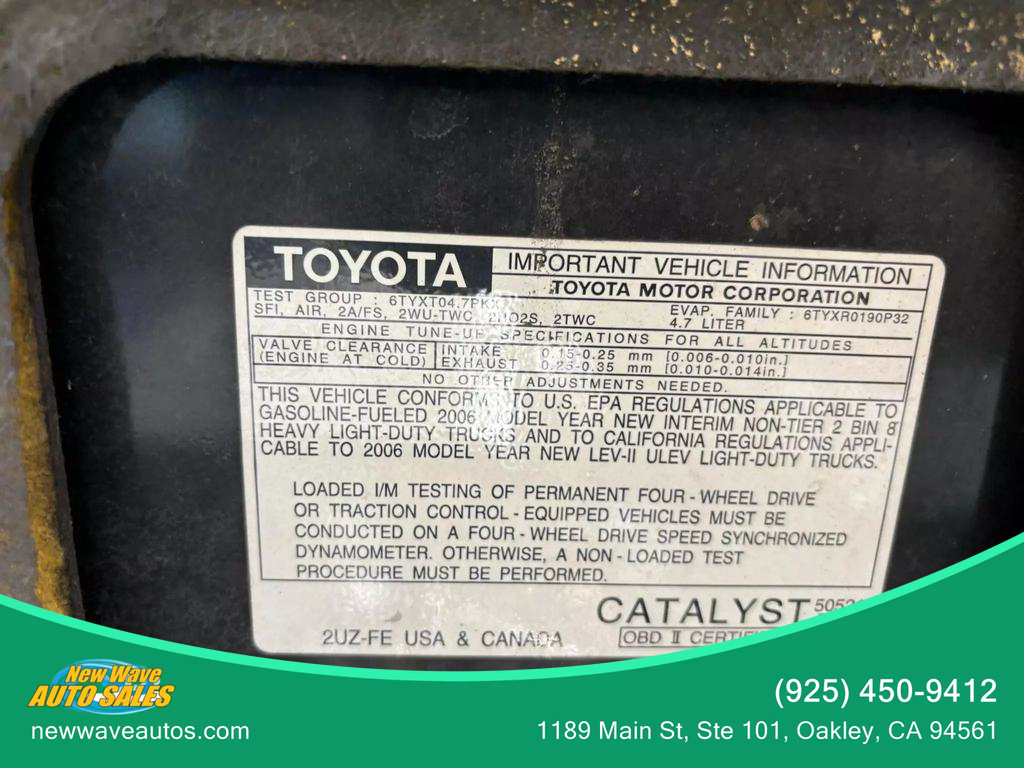 TOYOTA
IMPORTANT VEHICLE INFORMATION
TOYOTA MOTOR CORPORATION
TEST GROUP : EVAP. FAMILY : 6TYXR0190P32
SFI, AIR, 2A/FS, 2WU-TWC, 2HO2S, 2TWC 4.7 LITER
ENGINE TUNE-UP SPECIFICATIONS FOR ALL ALTITUDES
VALVE CLEARANCE INTAKE 0.15-0.25 mm [0.006-0.010in.]
(ENGINE AT COLD) EXHAUST 0.25-0.35 mm [0.010-0.014in.]
NO OTHER ADJUSTMENTS NEEDED.
THIS VEHICLE CONFORMS TO U.S. EPA REGULATIONS APPLICABLE TO
GASOLINE-FUELED 2006 MODEL YEAR NEW INTERIM NON-TIER 2 BIN 8
HEAVY LIGHT-DUTY TRUCKS AND TO CALIFORNIA REGULATIONS APPLI-
CABLE TO 2006 MODEL YEAR NEW LEV-II ULEV LIGHT-DUTY TRUCKS.
LOADED I/M TESTING OF PERMANENT FOUR-WHEEL DRIVE
OR TRACTION CONTROL-EQUIPPED VEHICLES MUST BE
CONDUCTED ON A FOUR-WHEEL DRIVE SPEED SYNCHRONIZED
DYNAMOMETER. OTHERWISE, A NON-LOADED TEST
PROCEDURE MUST BE PERFORMED.
CATALYST
2UZ-FE USA & CANADA OBD II
New Wave
AUTO SALES
newwaveautos.com
(925) 450-9412
1189 Main St, Ste 101, Oakley, CA 94561